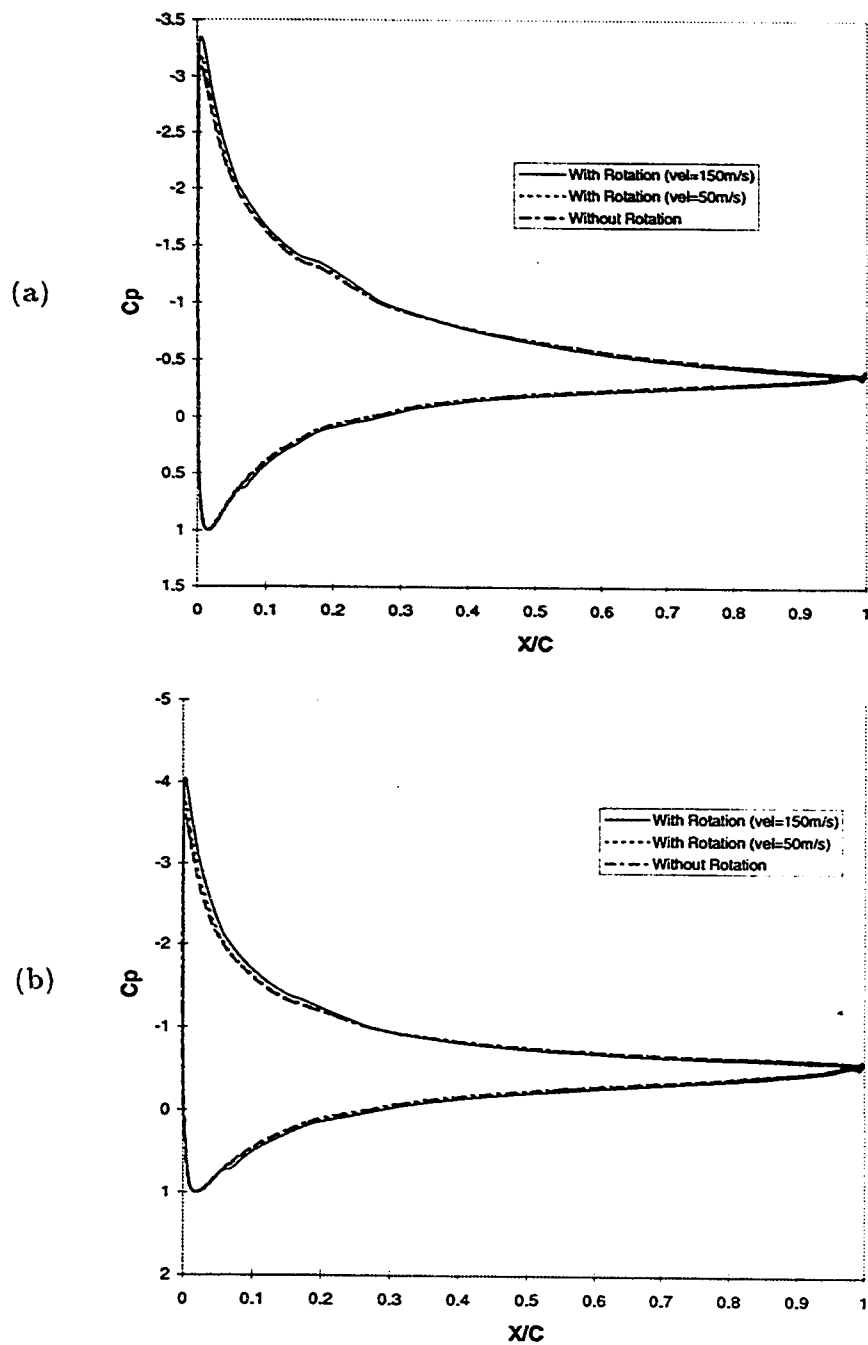 (a)
Cp
-3.5
-3
-2.5
-2
-1.5
-1
-0.5
0
0.5
1
1.5
With Rotation (vel=150m/s)
With Rotation (vel=50m/s)
Without Rotation
0 0.1 0.2 0.3 0.4 0.5 0.6 0.7 0.8 0.9 1
X/C
(b)
Cp
-5
-4
-3
-2
-1
0
1
2
With Rotation (vel=150m/s)
With Rotation (vel=50m/s)
Without Rotation
0 0.1 0.2 0.3 0.4 0.5 0.6 0.7 0.8 0.9 1
X/C